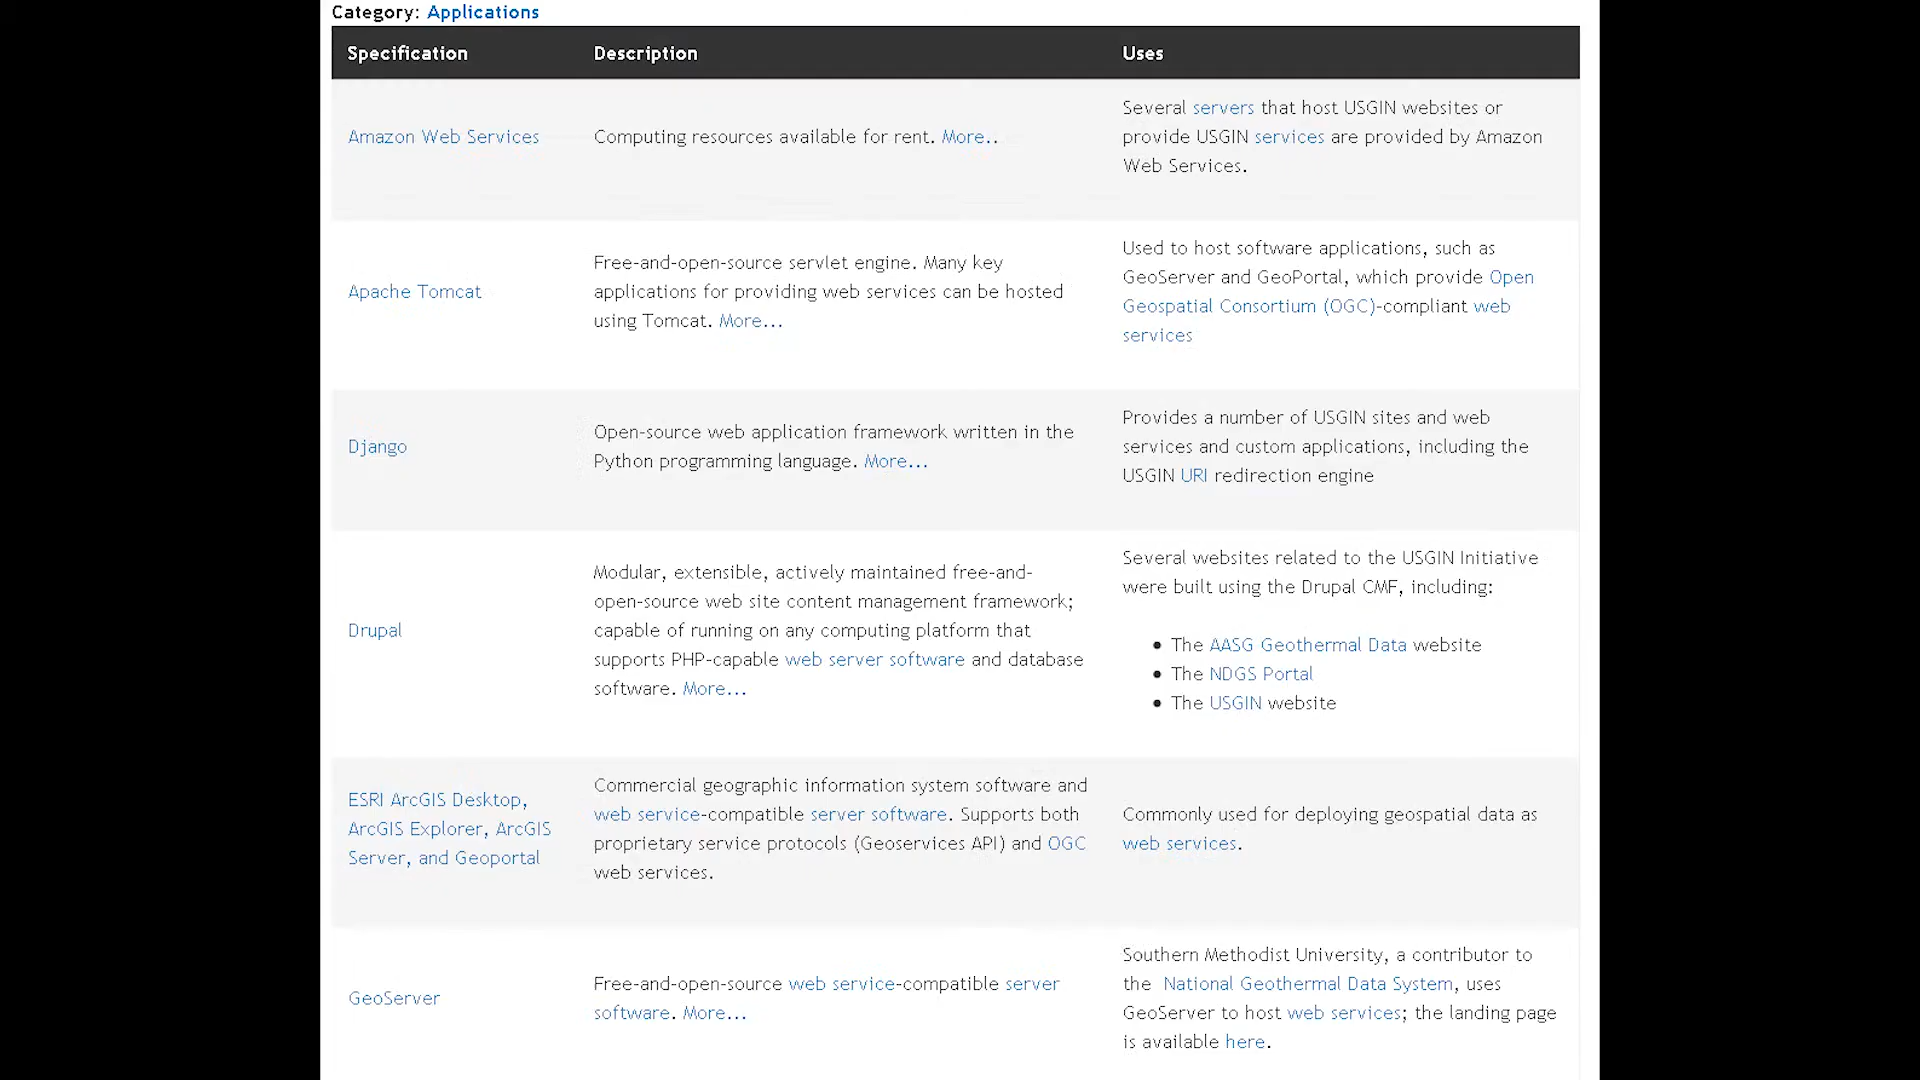 Category: Applications
Specification
Description
Uses
Amazon Web Services
Computing resources available for rent. More..
Several servers that host USGIN websites or
provide USGIN services are provided by Amazon
Web Services.
Apache Tomcat
Free-and-open-source servlet engine. Many key
applications for providing web services can be hosted
using Tomcat. More...
Used to host software applications, such as
GeoServer and GeoPortal, which provide Open
Geospatial Consortium (OGC)-compliant web
services
Django
Open-source web application framework written in the
Python programming language. More...
Provides a number of USGIN sites and web
services and custom applications, including the
USGIN URI redirection engine
Drupal
Modular, extensible, actively maintained free-and-
open-source web site content management framework;
capable of running on any computing platform that
supports PHP-capable web server software and database
software. More...
Several websites related to the USGIN Initiative
were built using the Drupal CMF, including:
• The AASG Geothermal Data website
• The NDGS Portal
• The USGIN website
ESRI ArcGIS Desktop,
ArcGIS Explorer, ArcGIS
Server, and Geoportal
Commercial geographic information system software and
web service-compatible server software. Supports both
proprietary service protocols (Geoservices API) and OGC
web services.
Commonly used for deploying geospatial data as
web services.
GeoServer
Free-and-open-source web service-compatible server
software. More...
Southern Methodist University, a contributor to
the National Geothermal Data System, uses
GeoServer to host web services; the landing page
is available here.